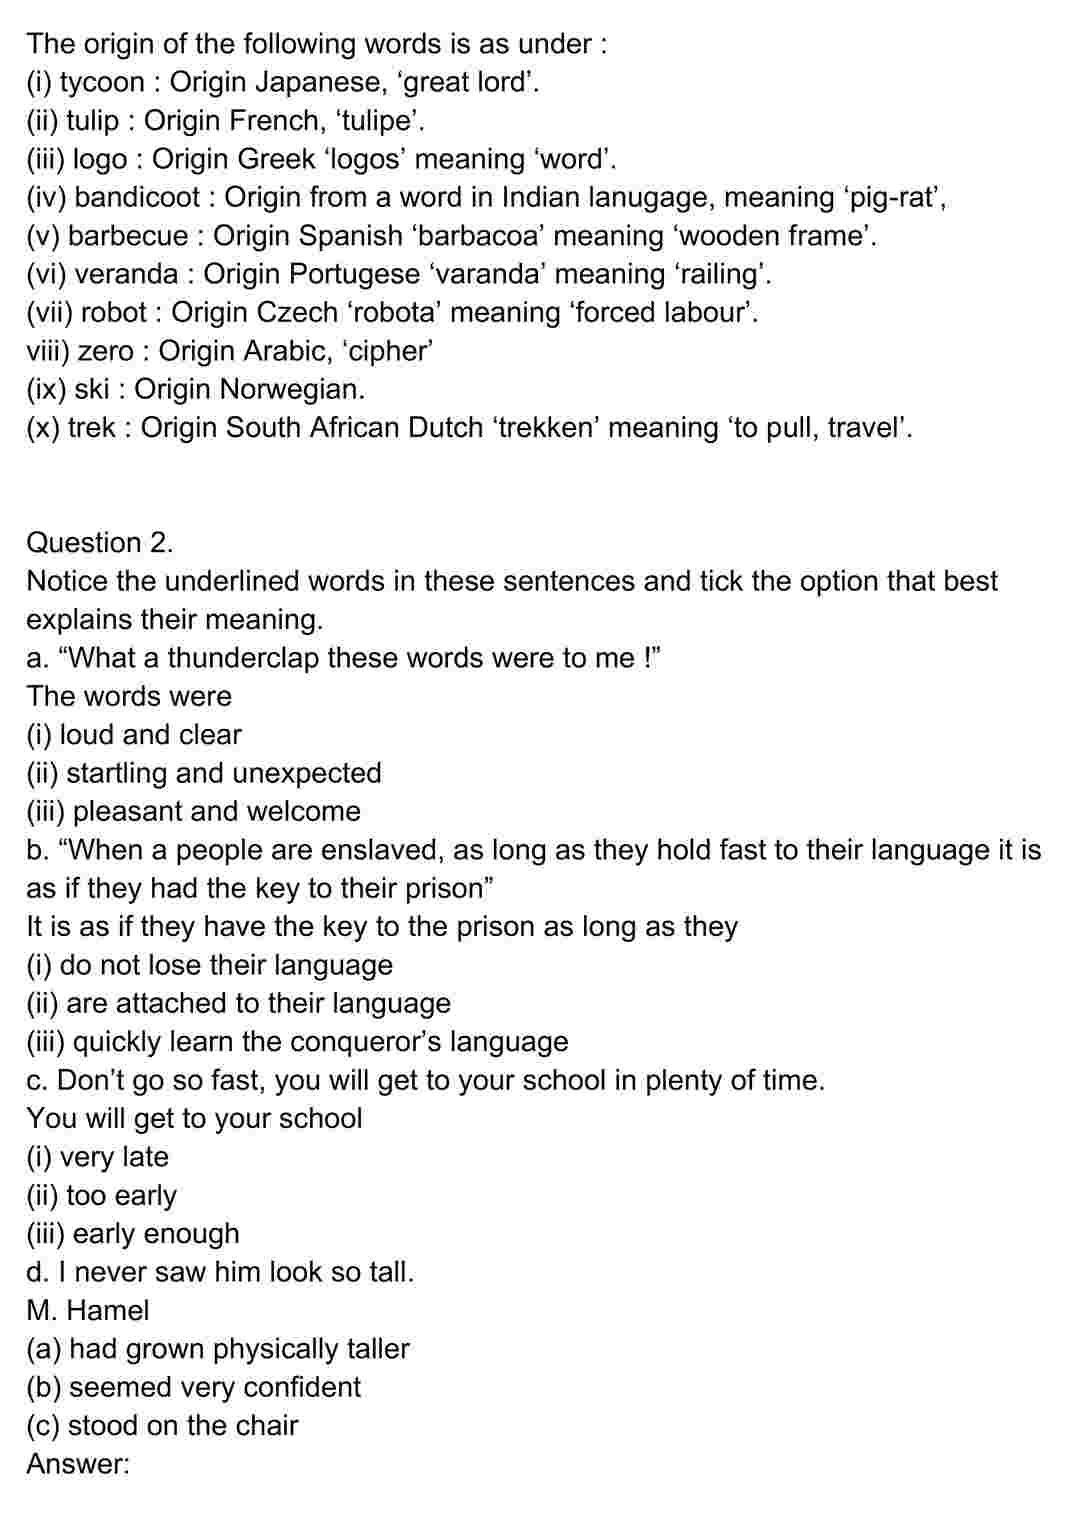 The origin of the following words is as under :
(i) tycoon : Origin Japanese, ‘great lord’.
(ii) tulip : Origin French, ‘tulipe’.
(iii) logo : Origin Greek ‘logos’ meaning ‘word’.
(iv) bandicoot : Origin from a word in Indian lanugage, meaning ‘pig-rat’,
(v) barbecue : Origin Spanish ‘barbacoa’ meaning ‘wooden frame’.
(vi) veranda : Origin Portugese ‘varanda’ meaning ‘railing’.
(vii) robot : Origin Czech ‘robota’ meaning ‘forced labour’.
viii) zero : Origin Arabic, ‘cipher’
(ix) ski : Origin Norwegian.
(x) trek : Origin South African Dutch ‘trekken’ meaning ‘to pull, travel’.
Question 2.
Notice the underlined words in these sentences and tick the option that best
explains their meaning.
a. “What a thunderclap these words were to me !”
The words were
(i) loud and clear
(ii) startling and unexpected
(iii) pleasant and welcome
b. “When a people are enslaved, as long as they hold fast to their language it is
as if they had the key to their prison”
It is as if they have the key to the prison as long as they
(i) do not lose their language
(ii) are attached to their language
(iii) quickly learn the conqueror’s language
c. Don’t go so fast, you will get to your school in plenty of time.
You will get to your school
(i) very late
(ii) too early
(iii) early enough
d. I never saw him look so tall.
M. Hamel
(a) had grown physically taller
(b) seemed very confident
(c) stood on the chair
Answer: